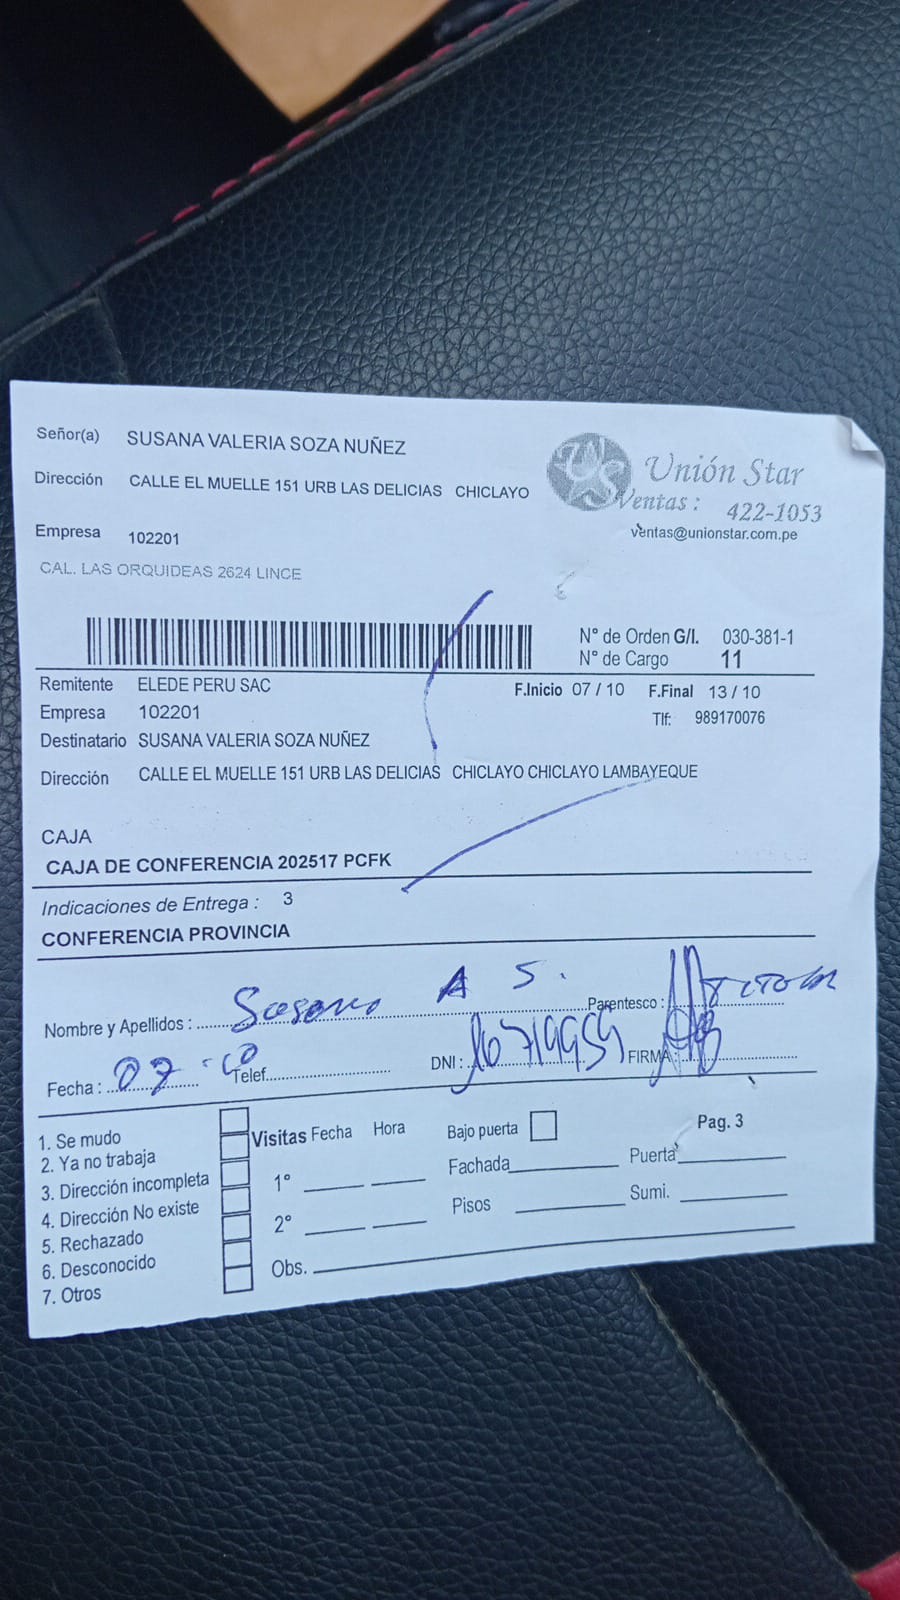 Señor(a) SUSANA VALERIA SOZA NUÑEZ
Dirección CALLE EL MUELLE 151 URB LAS DELICIAS CHICLAYO
Empresa 102201
CAL. LAS ORQUIDEAS 2624 LINCE
US Unión Star
Ventas : 422-1053
ventas@unionstar.com.pe
N° de Orden G/I. 030-381-1
N° de Cargo 11
Remitente ELEDE PERU SAC
F.Inicio 07 / 10 F.Final 13 / 10
Empresa 102201
Tlf: 989170076
Destinatario SUSANA VALERIA SOZA NUÑEZ
Dirección CALLE EL MUELLE 151 URB LAS DELICIAS CHICLAYO CHICLAYO LAMBAYEQUE
CAJA
CAJA DE CONFERENCIA 202517 PCFK
Indicaciones de Entrega : 3
CONFERENCIA PROVINCIA
Nombre y Apellidos : Susana A S. Parentesco :
Fecha : 07-10 Telef. DNI : 16719959 FIRMA :
1. Se mudo
2. Ya no trabaja
3. Dirección incompleta
4. Dirección No existe
5. Rechazado
6. Desconocido
7. Otros
Visitas Fecha Hora
1°
2°
Obs.
Bajo puerta
Pag. 3
Fachada Puerta
Pisos Sumi.